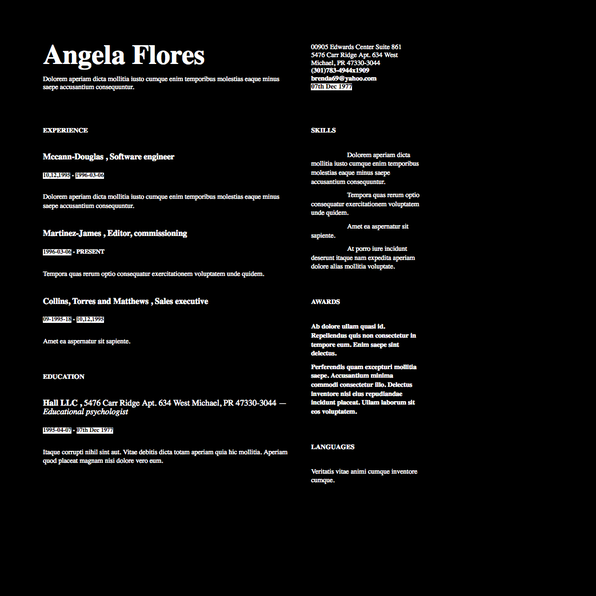 Angela Flores
Dolorem aperiam dicta mollitia iusto cumque enim temporibus molestias eaque minus
saepe accusantium consequuntur.
00905 Edwards Center Suite 861
5476 Carr Ridge Apt. 634 West
Michael, PR 47330-3044
(301)783-4944x1909
brenda69@yahoo.com
07th Dec 1977
EXPERIENCE
Mccann-Douglas , Software engineer
10.12.1995 - 1996-03-06
Dolorem aperiam dicta mollitia iusto cumque enim temporibus molestias eaque minus
saepe accusantium consequuntur.
Martinez-James , Editor, commissioning
1996-03-06 - PRESENT
Tempora quas rerum optio consequatur exercitationem voluptatem unde quidem.
Collins, Torres and Matthews , Sales executive
09-1995-18 - 10.12.1995
Amet ea aspernatur sit sapiente.
EDUCATION
Hall LLC , 5476 Carr Ridge Apt. 634 West Michael, PR 47330-3044 —
Educational psychologist
1995-04-07 - 07th Dec 1977
Itaque corrupti nihil sint aut. Vitae debitis dicta totam aperiam quia hic mollitia. Aperiam
quod placeat magnam nisi dolore vero eum.
SKILLS
Dolorem aperiam dicta
mollitia iusto cumque enim temporibus
molestias eaque minus saepe
accusantium consequuntur.
Tempora quas rerum optio
consequatur exercitationem voluptatem
unde quidem.
Amet ea aspernatur sit
sapiente.
At porro iure incidunt
deserunt itaque nam expedita aperiam
dolore alias mollitia voluptate.
AWARDS
Ab dolore ullam quasi id.
Repellendus quis non consectetur in
tempore eum. Enim saepe sint
delectus.
Perferendis quam excepturi mollitia
saepe. Accusantium minima
commodi consectetur illo. Delectus
inventore nisi eius repudiandae
incidunt placeat. Ullam laborum sit
eos voluptatem.
LANGUAGES
Veritatis vitae animi cumque inventore
cumque.